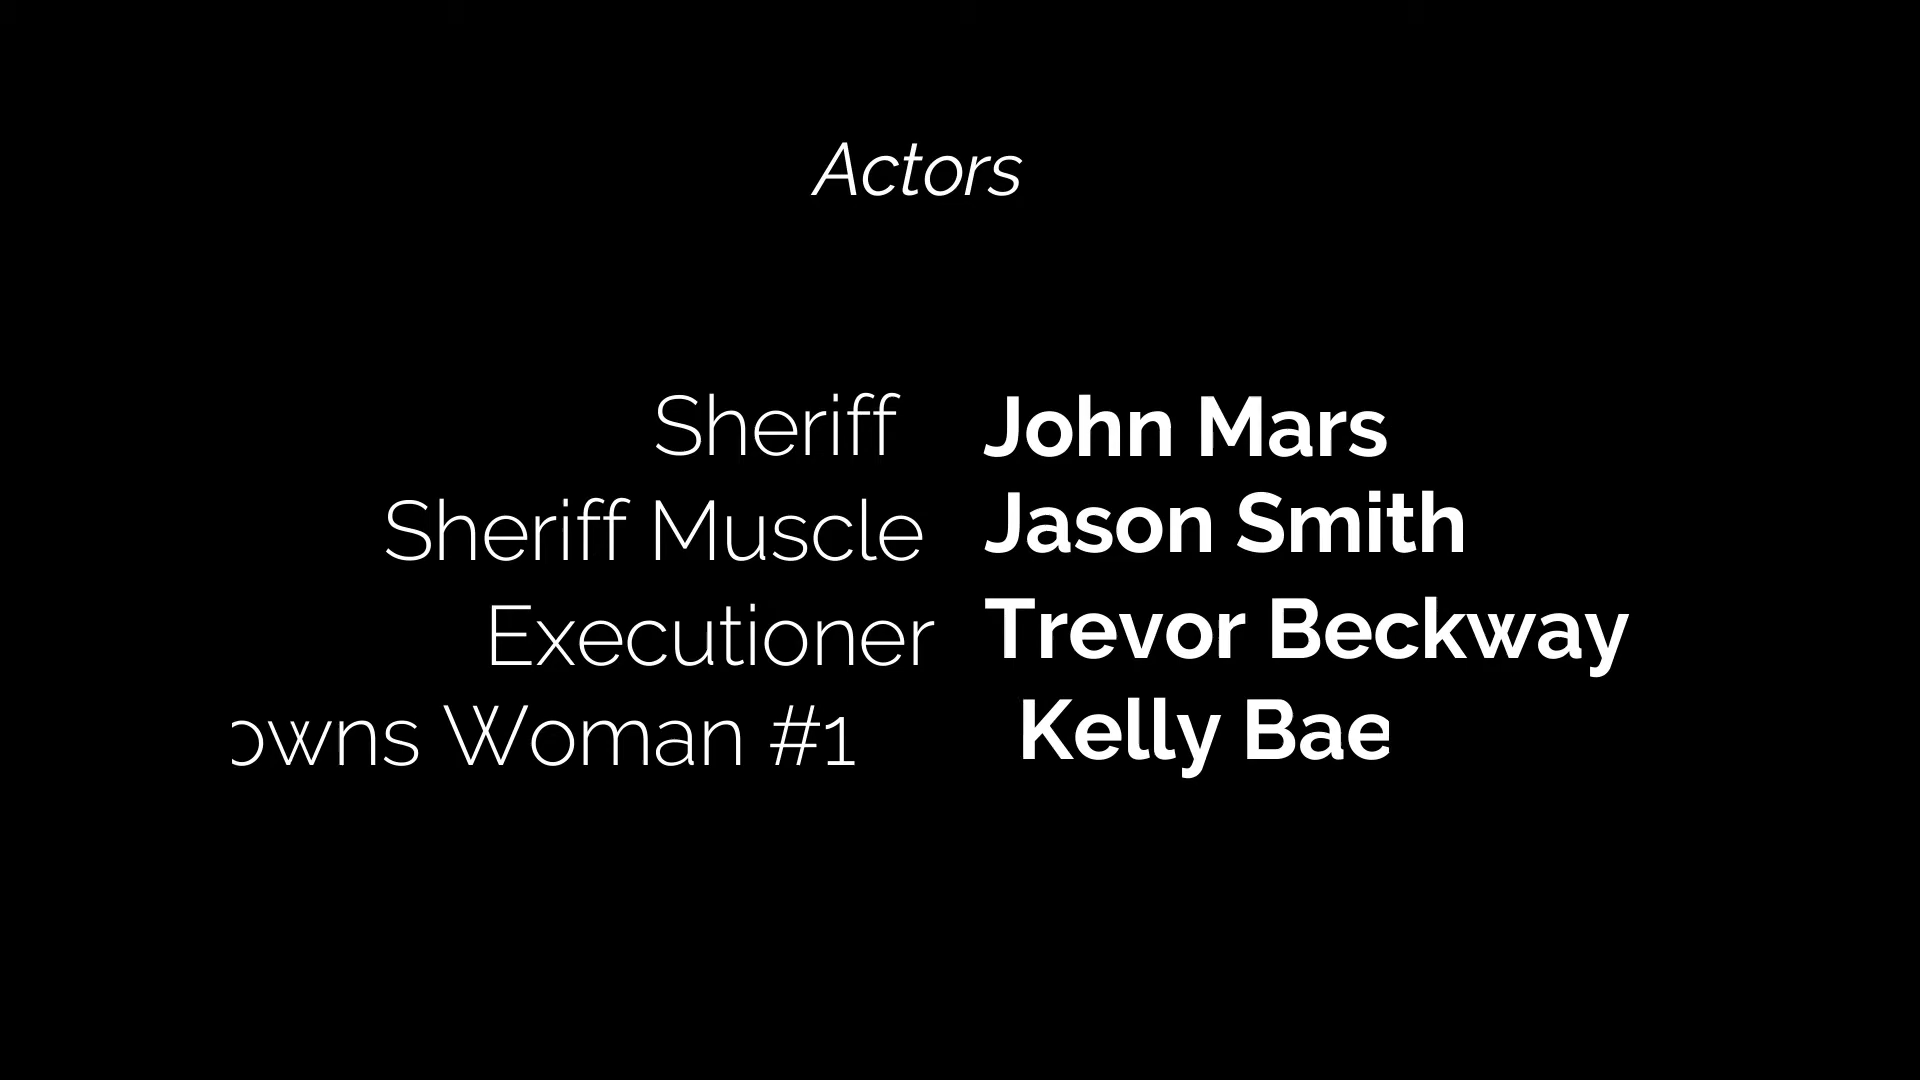 Actors
Sheriff John Mars
Sheriff Muscle Jason Smith
Executioner Trevor Beckway
owns Woman #1 Kelly Bae